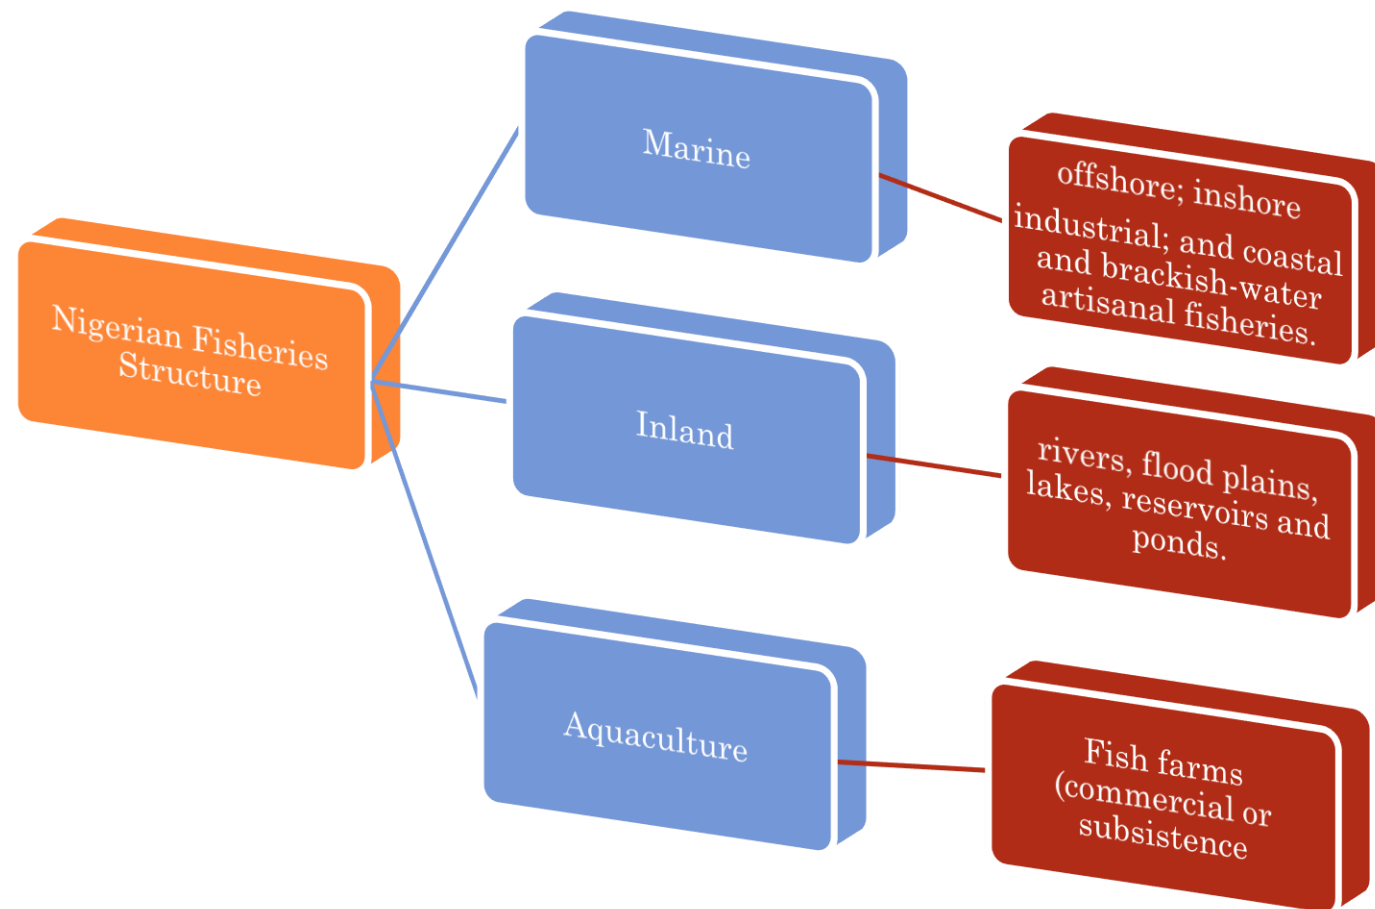 Nigerian Fisheries
Structure
Marine
offshore; inshore
industrial; and coastal
and brackish-water
artisanal fisheries.
Inland
rivers, flood plains,
lakes, reservoirs and
ponds.
Aquaculture
Fish farms
(commercial or
subsistence